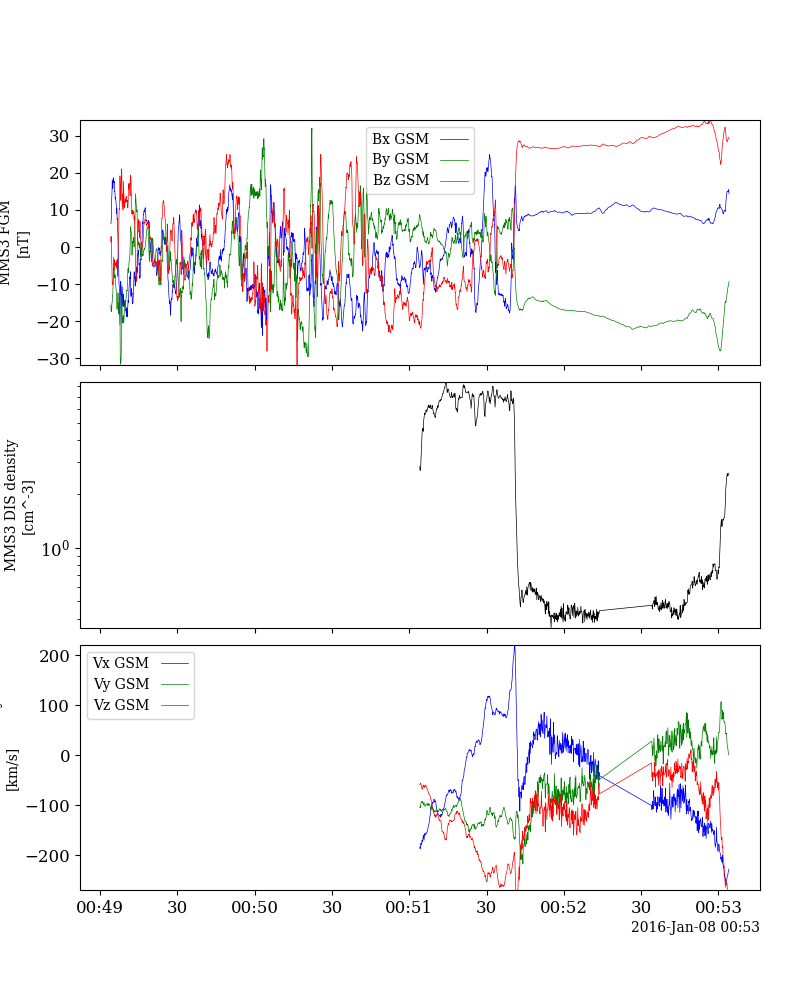 MMS3 FGM
[nT]
30
20
10
0
−10
−20
−30
Bx GSM
By GSM
Bz GSM
MMS3 DIS density
[cm^-3]
10^0
[km/s]
200
100
0
−100
−200
Vx GSM
Vy GSM
Vz GSM
00:49 30 00:50 30 00:51 30 00:52 30 00:53
2016-Jan-08 00:53